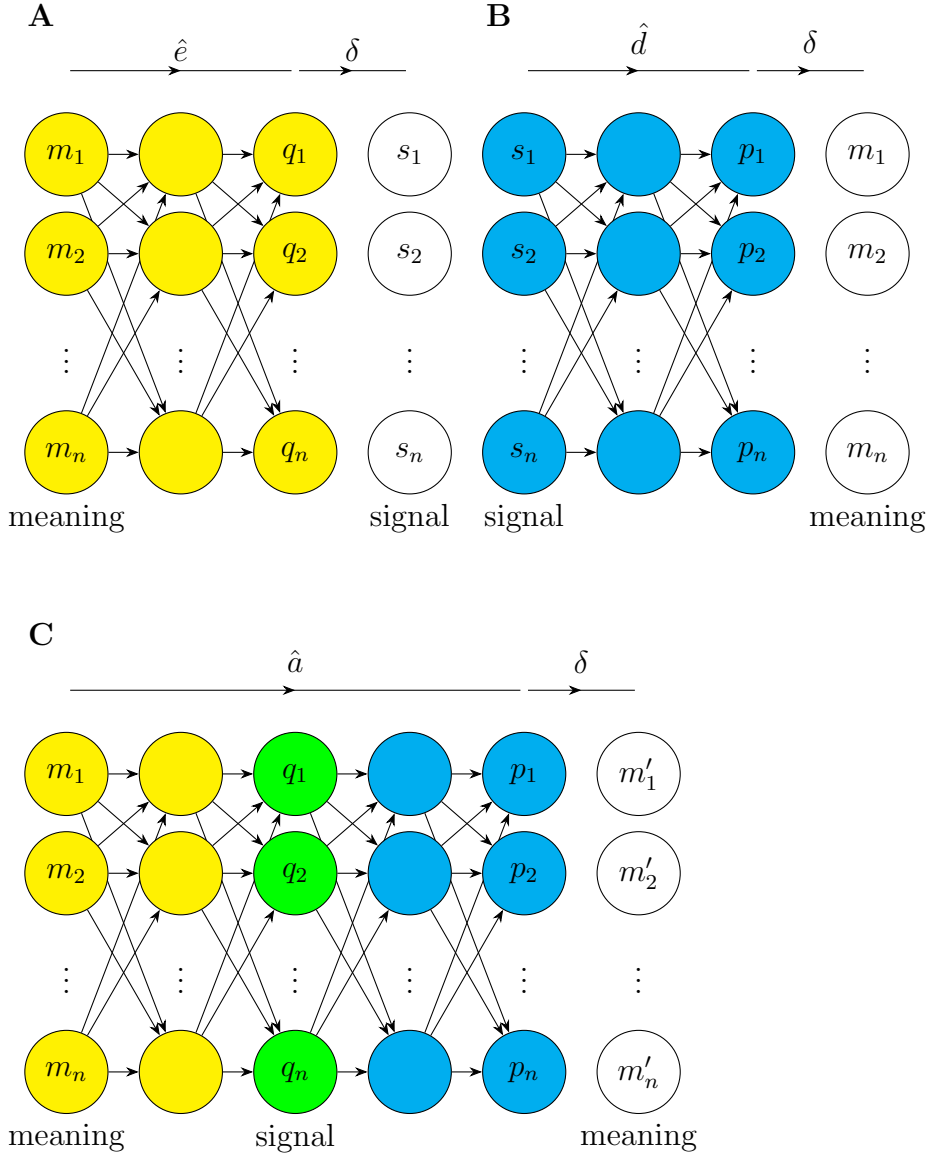 A B
ê δ d̂ δ
m₁ q₁ s₁ s₁ p₁ m₁
m₂ q₂ s₂ s₂ p₂ m₂
⋮ ⋮ ⋮ ⋮ ⋮ ⋮ ⋮ ⋮
mₙ qₙ sₙ sₙ pₙ mₙ
meaning signal signal meaning
C
â δ
m₁ q₁ p₁ m′₁
m₂ q₂ p₂ m′₂
⋮ ⋮ ⋮ ⋮ ⋮ ⋮
mₙ qₙ pₙ m′ₙ
meaning signal meaning